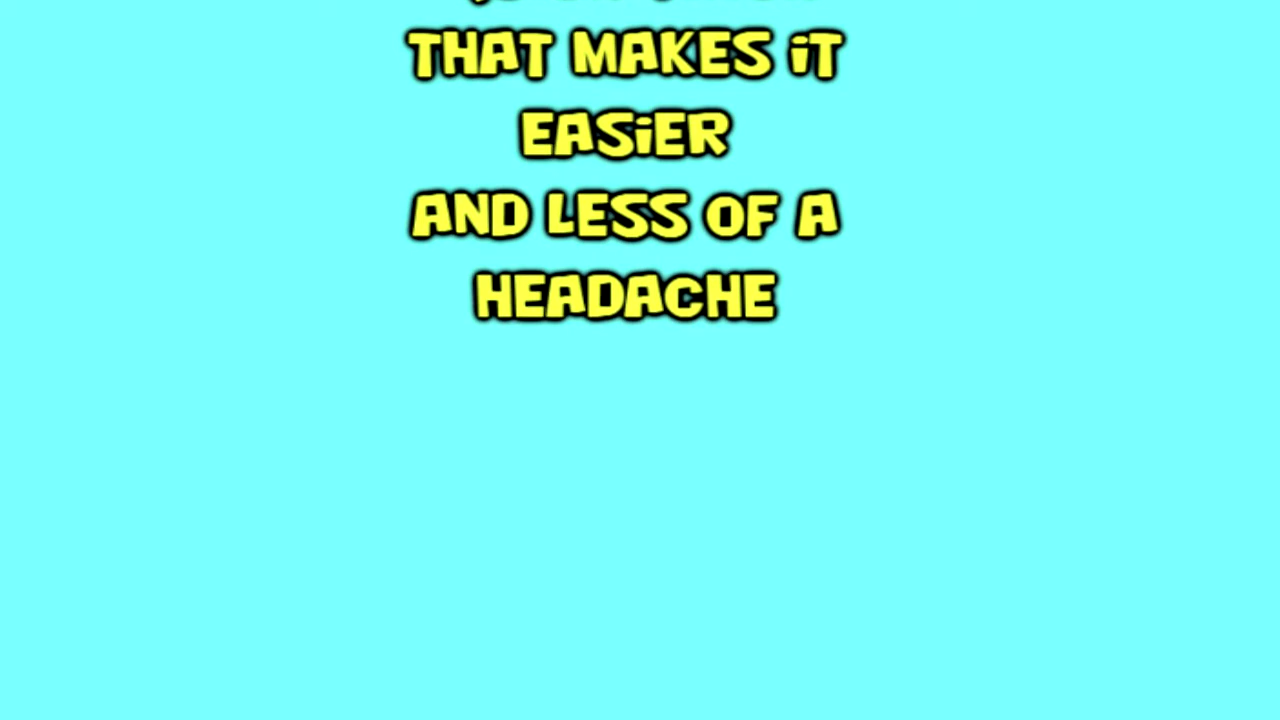 THAT MAKES iT
EASiER
AND LESS OF A
HEADACHE